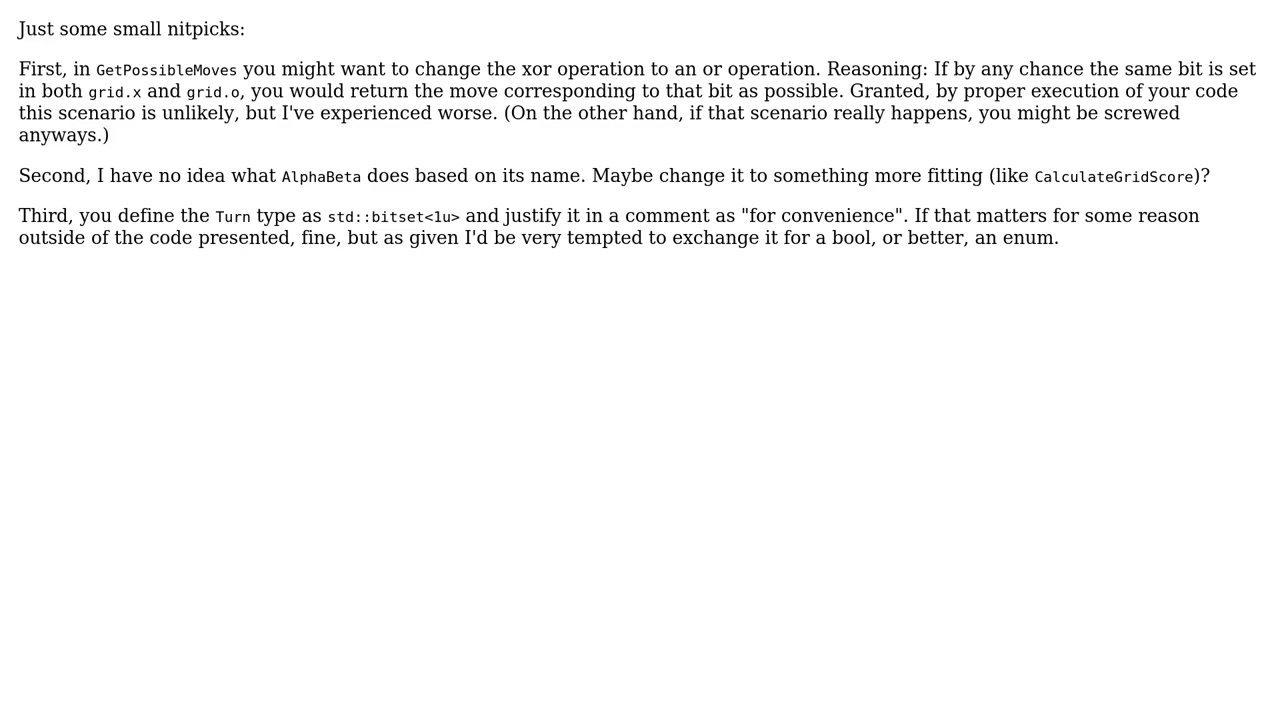 Just some small nitpicks:
First, in GetPossibleMoves you might want to change the xor operation to an or operation. Reasoning: If by any chance the same bit is set
in both grid.x and grid.o, you would return the move corresponding to that bit as possible. Granted, by proper execution of your code
this scenario is unlikely, but I've experienced worse. (On the other hand, if that scenario really happens, you might be screwed
anyways.)
Second, I have no idea what AlphaBeta does based on its name. Maybe change it to something more fitting (like CalculateGridScore)?
Third, you define the Turn type as std::bitset<1u> and justify it in a comment as "for convenience". If that matters for some reason
outside of the code presented, fine, but as given I'd be very tempted to exchange it for a bool, or better, an enum.